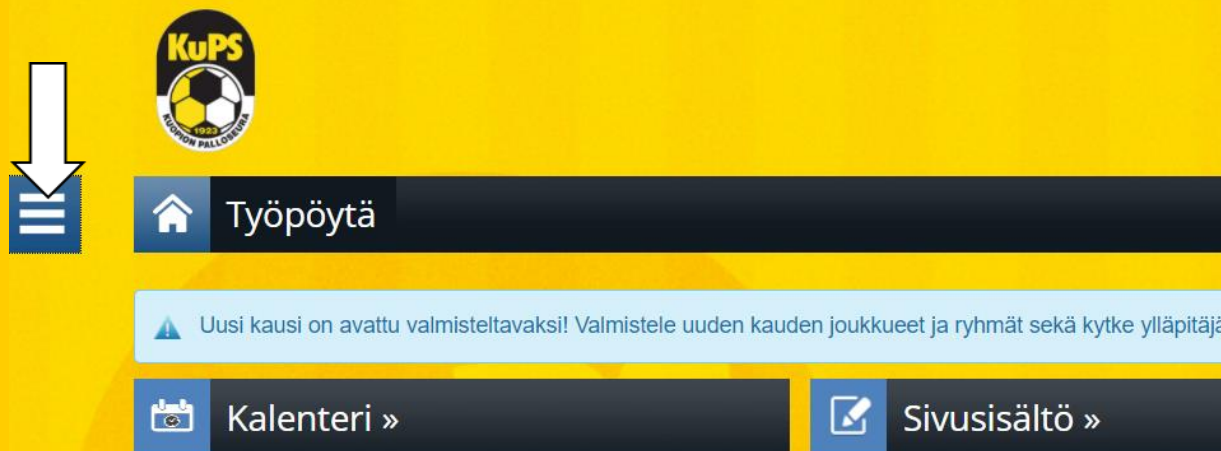 KuPS
1923
KUOPION PALLOSEURA
Työpöytä
Uusi kausi on avattu valmisteltavaksi! Valmistele uuden kauden joukkueet ja ryhmät sekä kytke ylläpitäjä
Kalenteri »
Sivusisältö »